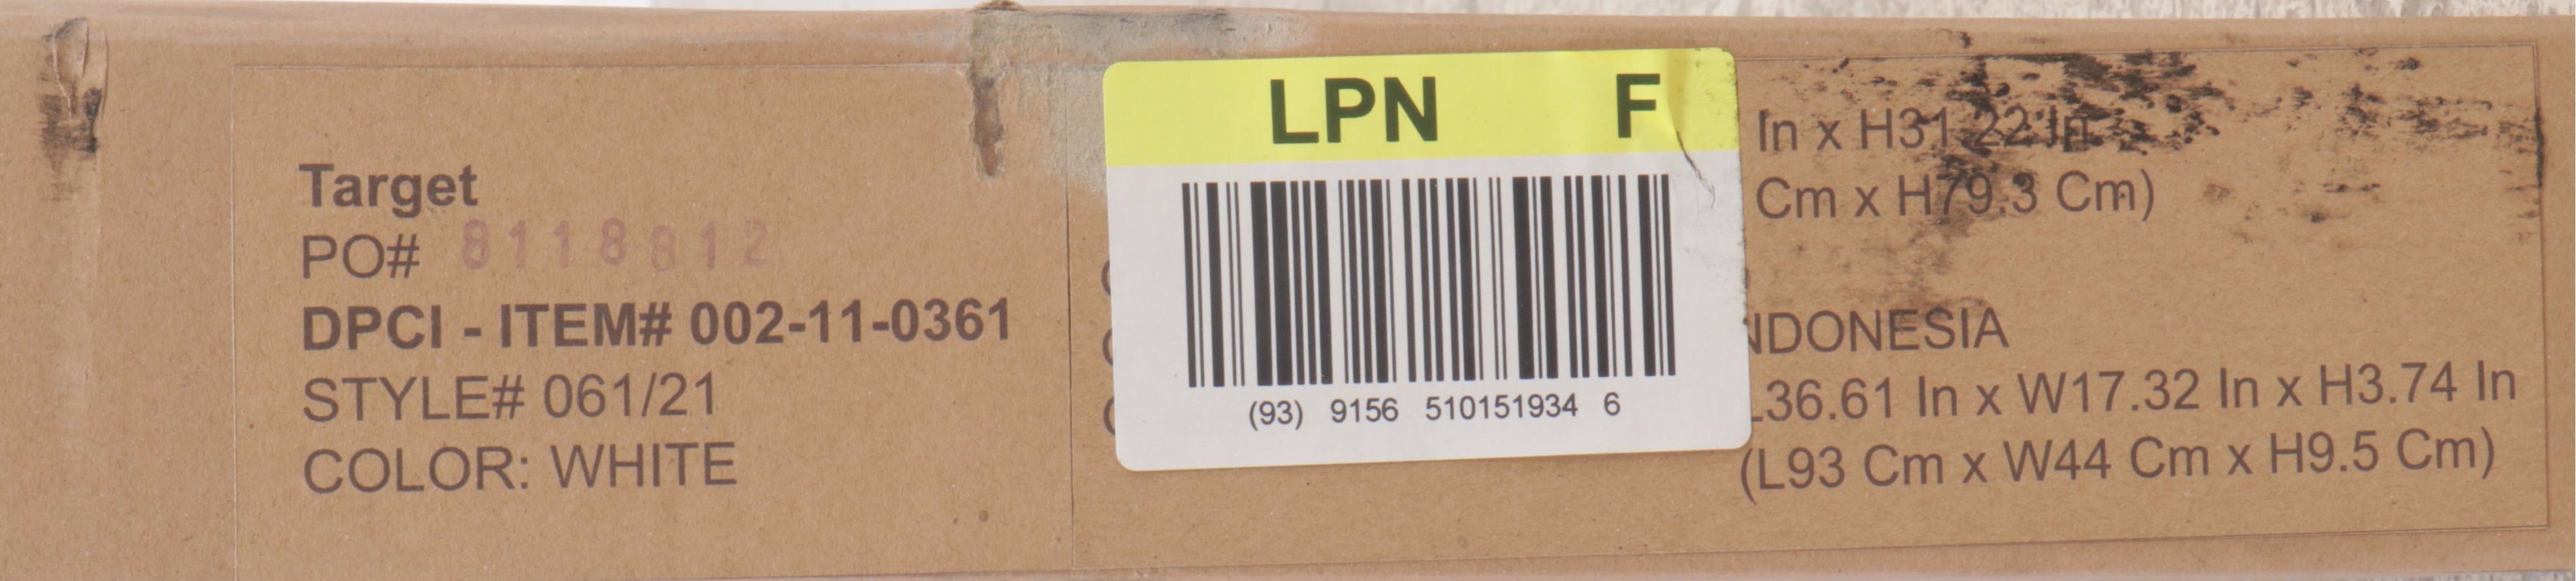 Target
PO# 8118812
DPCI - ITEM# 002-11-0361
STYLE# 061/21
COLOR: WHITE
LPN F
(93) 9156 510151934 6
In x H31.22 In
Cm x H79.3 Cm)
NDONESIA
L36.61 In x W17.32 In x H3.74 In
(L93 Cm x W44 Cm x H9.5 Cm)